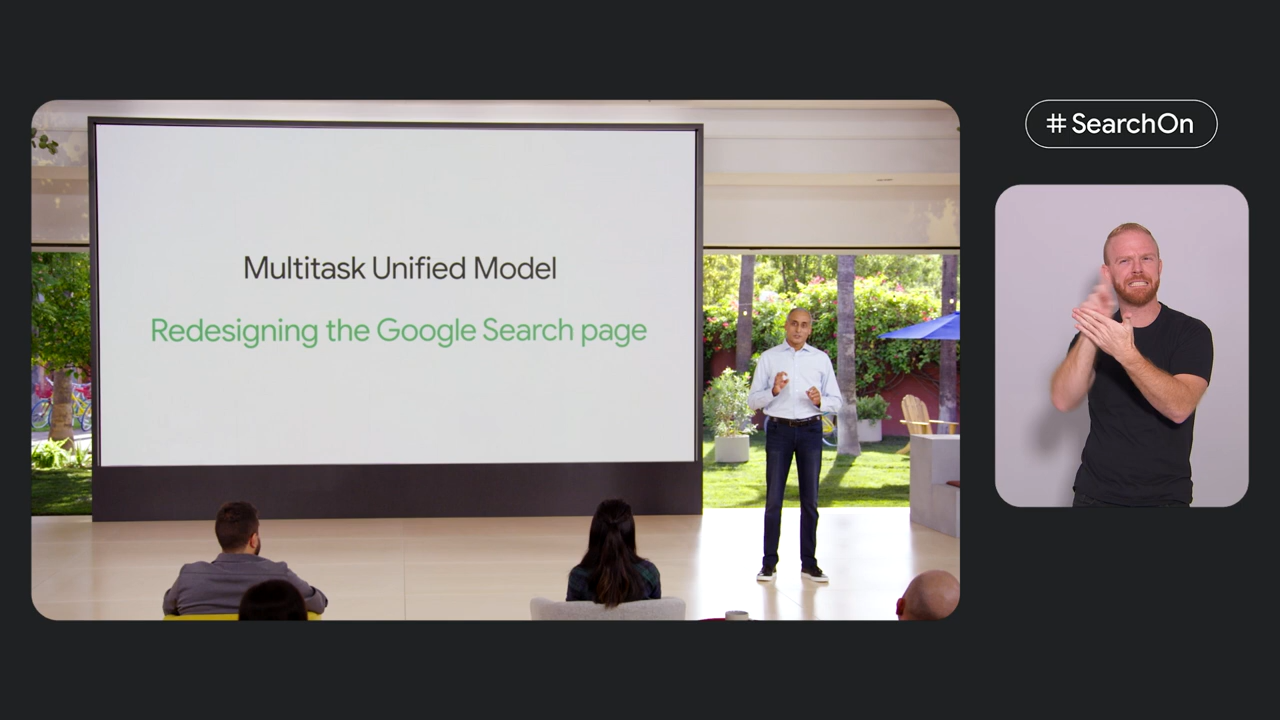 Multitask Unified Model
Redesigning the Google Search page
#SearchOn